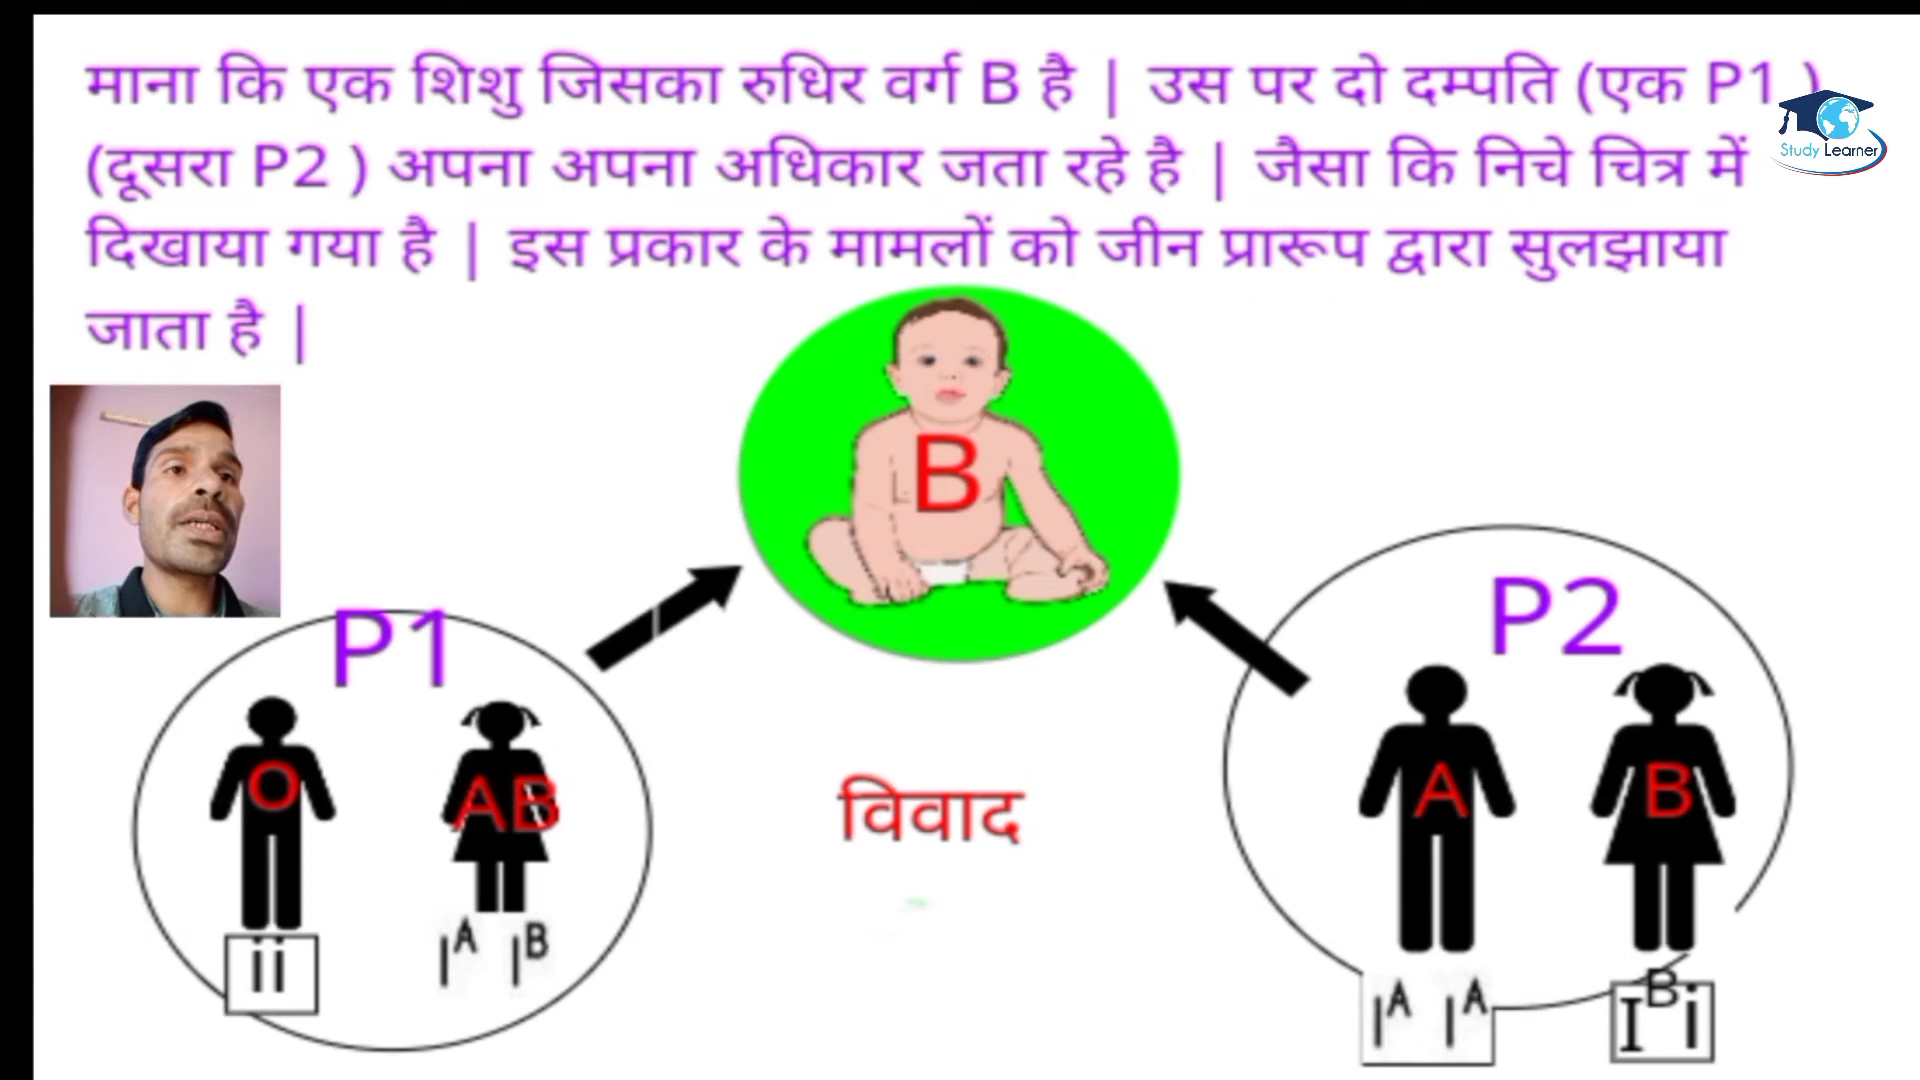 माना कि एक शिशु जिसका रुधिर वर्ग B है | उस पर दो दम्पति (एक P1 )
(दूसरा P2 ) अपना अपना अधिकार जता रहे है | जैसा कि निचे चित्र में
दिखाया गया है | इस प्रकार के मामलों को जीन प्रारूप द्वारा सुलझाया
जाता है |
Study Learner
B
P1
O AB
ii
I^A I^B
विवाद
P2
A B
I^A I^A
I^B i